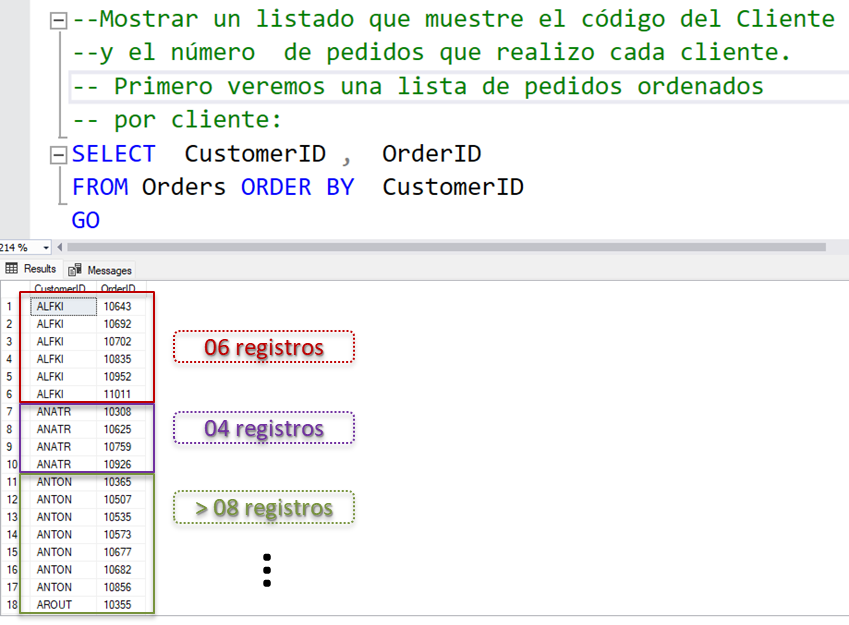 --Mostrar un listado que muestre el código del Cliente
--y el número  de pedidos que realizo cada cliente.
-- Primero veremos una lista de pedidos ordenados
-- por cliente:
SELECT  CustomerID ,  OrderID
FROM Orders ORDER BY  CustomerID
GO
214 %
Results Messages
CustomerID OrderID
1 ALFKI 10643
2 ALFKI 10692
3 ALFKI 10702
4 ALFKI 10835
5 ALFKI 10952
6 ALFKI 11011
7 ANATR 10308
8 ANATR 10625
9 ANATR 10759
10 ANATR 10926
11 ANTON 10365
12 ANTON 10507
13 ANTON 10535
14 ANTON 10573
15 ANTON 10677
16 ANTON 10682
17 ANTON 10856
18 AROUT 10355
06 registros
04 registros
> 08 registros